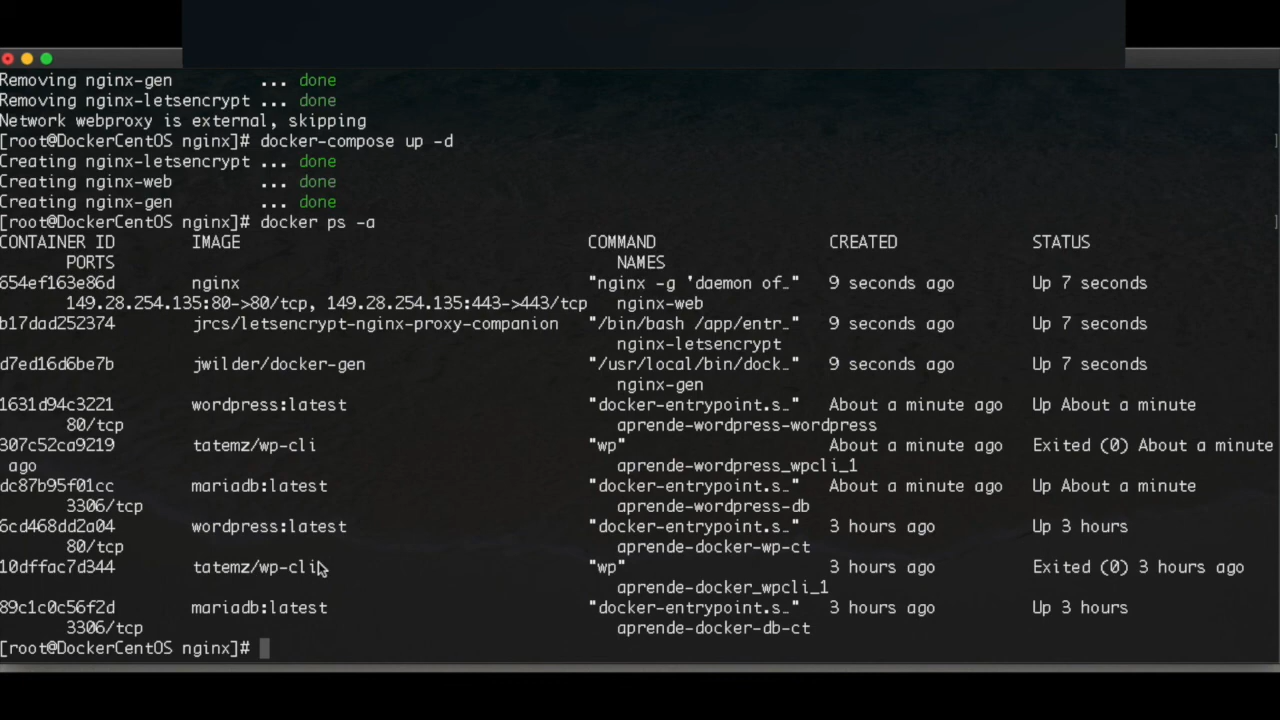 Removing nginx-gen ... done
Removing nginx-letsencrypt ... done
Network webproxy is external, skipping
[root@DockerCentOS nginx]# docker-compose up -d
Creating nginx-letsencrypt ... done
Creating nginx-web ... done
Creating nginx-gen ... done
[root@DockerCentOS nginx]# docker ps -a
CONTAINER ID IMAGE COMMAND CREATED STATUS
PORTS NAMES
654ef163e86d nginx "nginx -g 'daemon of…" 9 seconds ago Up 7 seconds
149.28.254.135:80->80/tcp, 149.28.254.135:443->443/tcp nginx-web
b17dad252374 jrcs/letsencrypt-nginx-proxy-companion "/bin/bash /app/entr…" 9 seconds ago Up 7 seconds
nginx-letsencrypt
d7ed16d6be7b jwilder/docker-gen "/usr/local/bin/dock…" 9 seconds ago Up 7 seconds
nginx-gen
1631d94c3221 wordpress:latest "docker-entrypoint.s…" About a minute ago Up About a minute
80/tcp aprende-wordpress-wordpress
307c52ca9219 tatemz/wp-cli "wp" About a minute ago Exited (0) About a minute
ago aprende-wordpress_wpcli_1
dc87b95f01cc mariadb:latest "docker-entrypoint.s…" About a minute ago Up About a minute
3306/tcp aprende-wordpress-db
6cd468dd2a04 wordpress:latest "docker-entrypoint.s…" 3 hours ago Up 3 hours
80/tcp aprende-docker-wp-ct
10dffac7d344 tatemz/wp-cli "wp" 3 hours ago Exited (0) 3 hours ago
aprende-docker_wpcli_1
89c1c0c56f2d mariadb:latest "docker-entrypoint.s…" 3 hours ago Up 3 hours
3306/tcp aprende-docker-db-ct
[root@DockerCentOS nginx]#